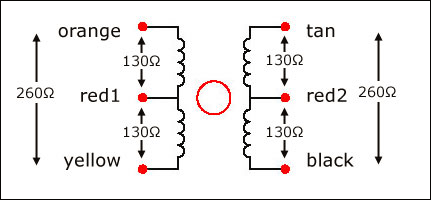 orange
tan
130Ω
130Ω
260Ω
red1
red2
260Ω
130Ω
130Ω
yellow
black